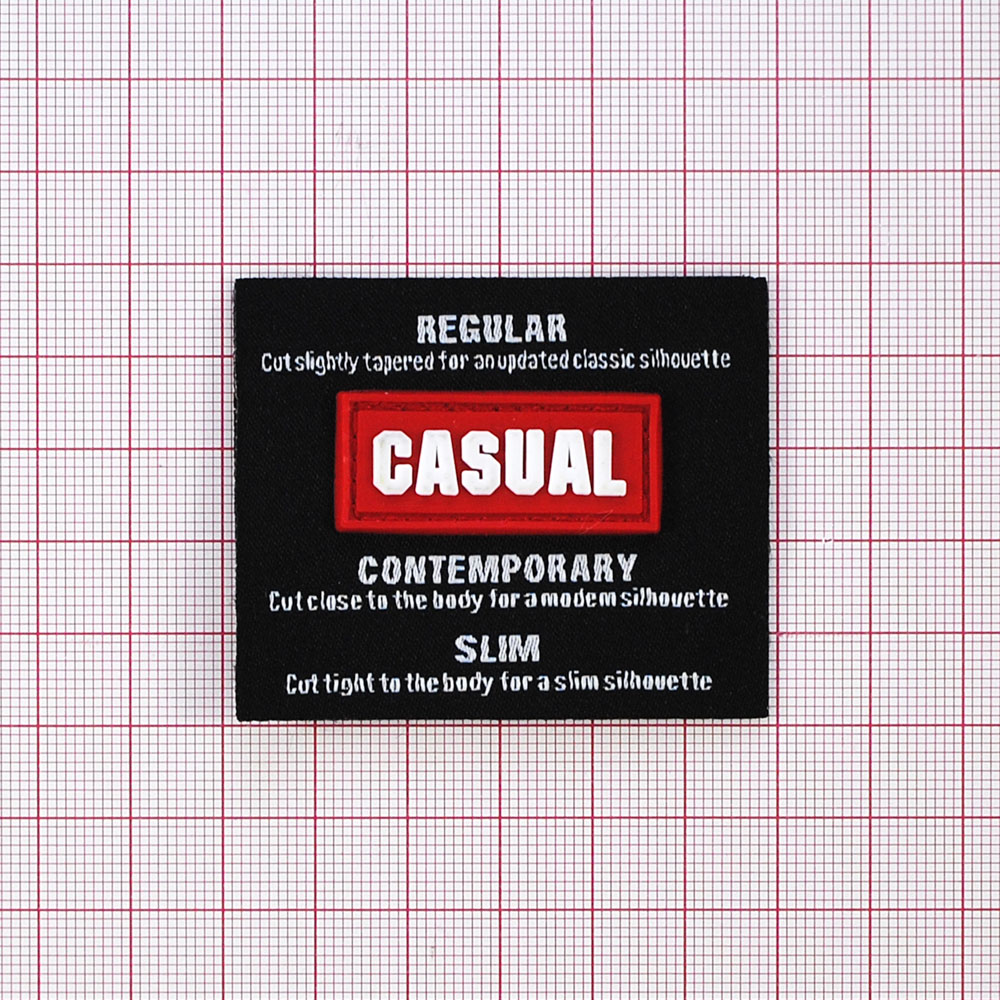 REGULAR
Cut slightly tapered for an updated classic silhouette
CASUAL
CONTEMPORARY
Cut close to the body for a modem silhouette
SLIM
Cut tight to the body for a slim silhouette